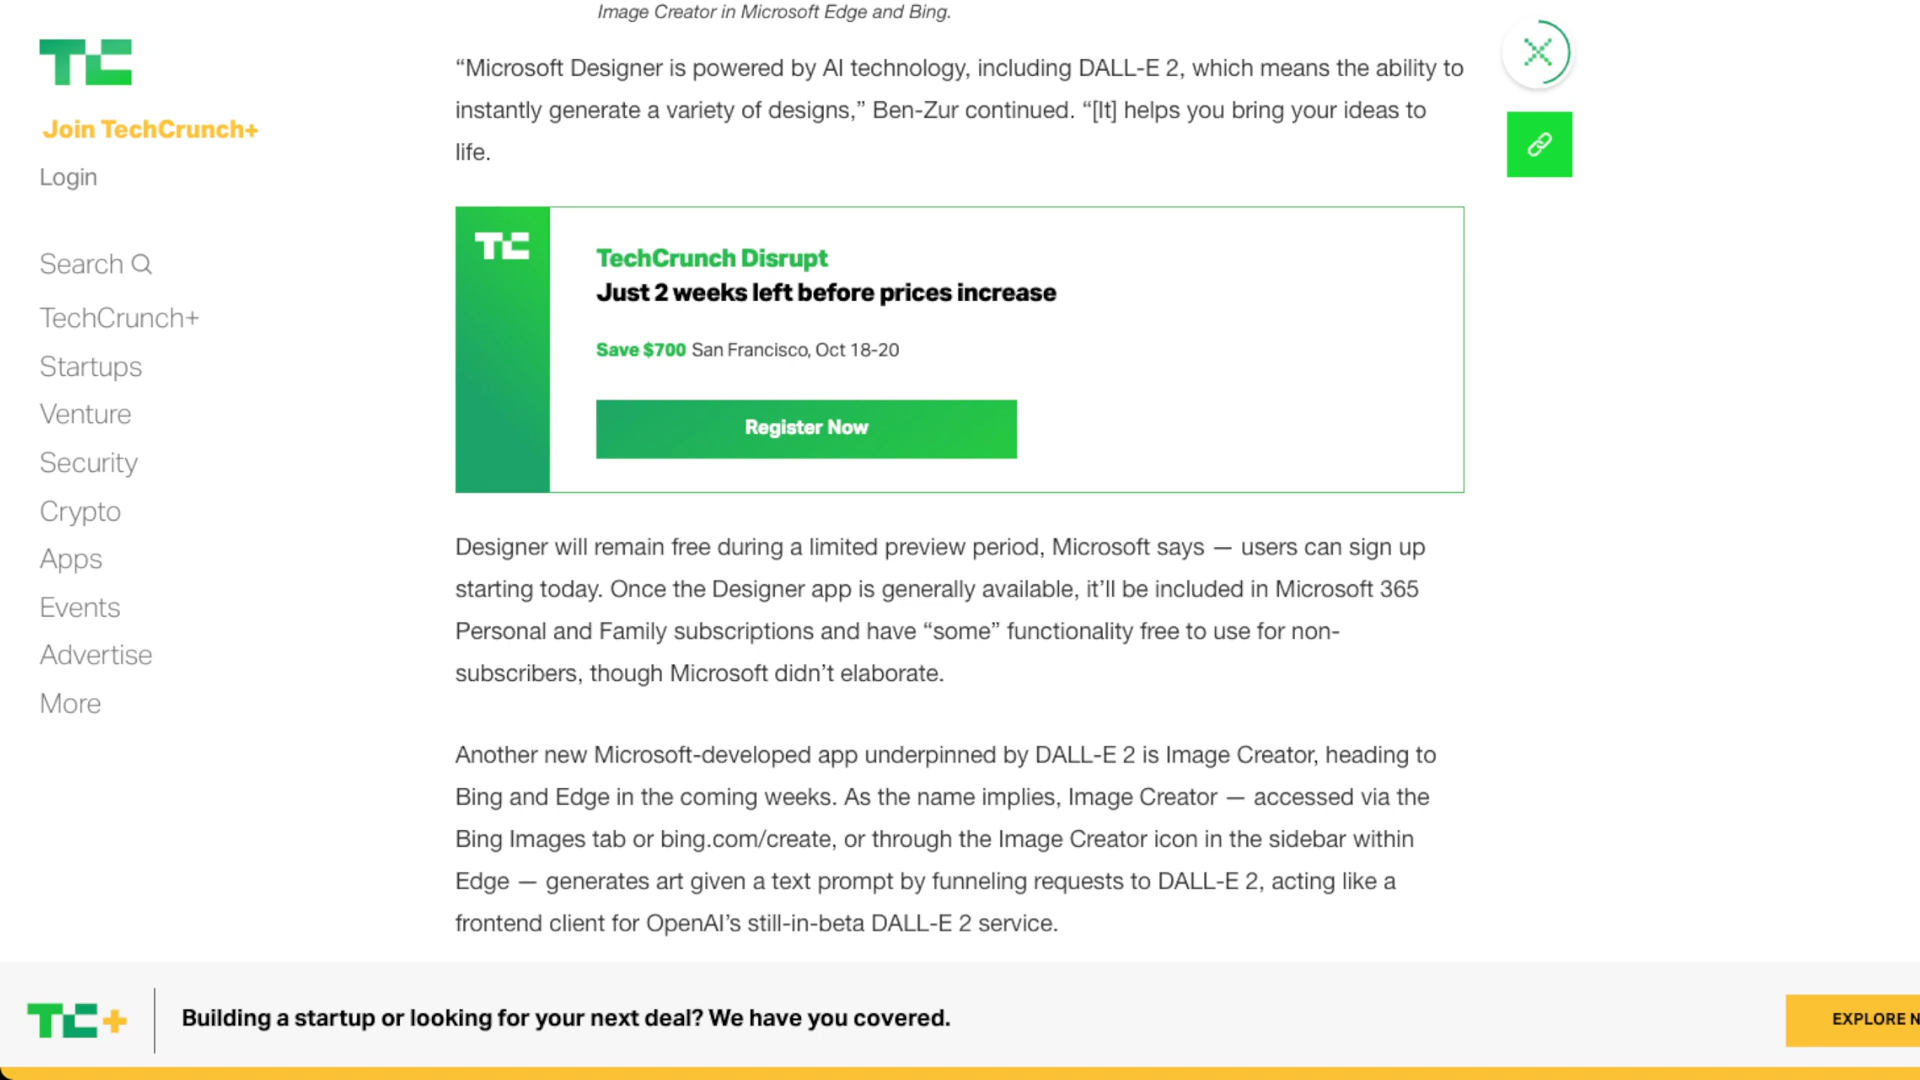 Image Creator in Microsoft Edge and Bing.
TC
Join TechCrunch+
Login
Search
TechCrunch+
Startups
Venture
Security
Crypto
Apps
Events
Advertise
More
“Microsoft Designer is powered by AI technology, including DALL-E 2, which means the ability to
instantly generate a variety of designs,” Ben-Zur continued. “[It] helps you bring your ideas to
life.
TC
TechCrunch Disrupt
Just 2 weeks left before prices increase
Save $700 San Francisco, Oct 18-20
Register Now
Designer will remain free during a limited preview period, Microsoft says — users can sign up
starting today. Once the Designer app is generally available, it’ll be included in Microsoft 365
Personal and Family subscriptions and have “some” functionality free to use for non-
subscribers, though Microsoft didn’t elaborate.
Another new Microsoft-developed app underpinned by DALL-E 2 is Image Creator, heading to
Bing and Edge in the coming weeks. As the name implies, Image Creator — accessed via the
Bing Images tab or bing.com/create, or through the Image Creator icon in the sidebar within
Edge — generates art given a text prompt by funneling requests to DALL-E 2, acting like a
frontend client for OpenAI’s still-in-beta DALL-E 2 service.
TC+
Building a startup or looking for your next deal? We have you covered.
EXPLORE N